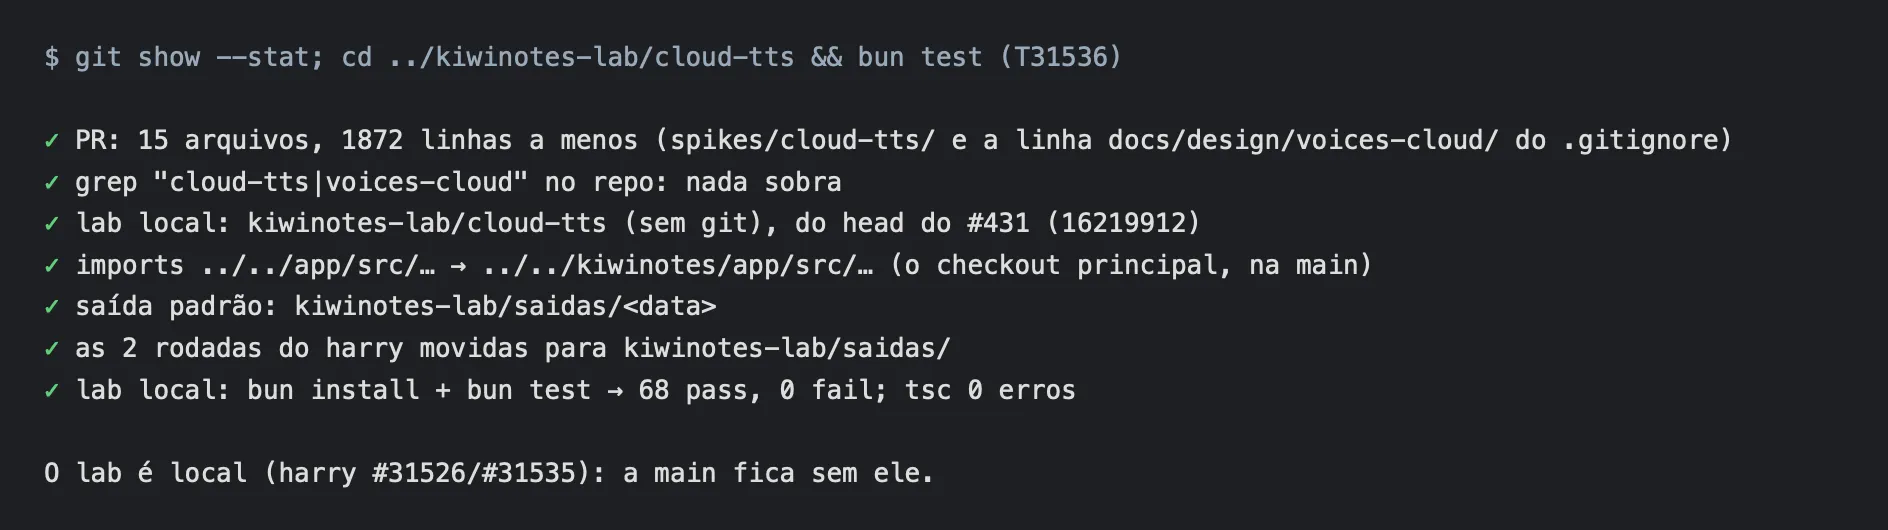 $ git show --stat; cd ../kiwinotes-lab/cloud-tts && bun test (T31536)
✓ PR: 15 arquivos, 1872 linhas a menos (spikes/cloud-tts/ e a linha docs/design/voices-cloud/ do .gitignore)
✓ grep "cloud-tts|voices-cloud" no repo: nada sobra
✓ lab local: kiwinotes-lab/cloud-tts (sem git), do head do #431 (16219912)
✓ imports ../../app/src/… → ../../kiwinotes/app/src/… (o checkout principal, na main)
✓ saída padrão: kiwinotes-lab/saidas/<data>
✓ as 2 rodadas do harry movidas para kiwinotes-lab/saidas/
✓ lab local: bun install + bun test → 68 pass, 0 fail; tsc 0 erros
O lab é local (harry #31526/#31535): a main fica sem ele.